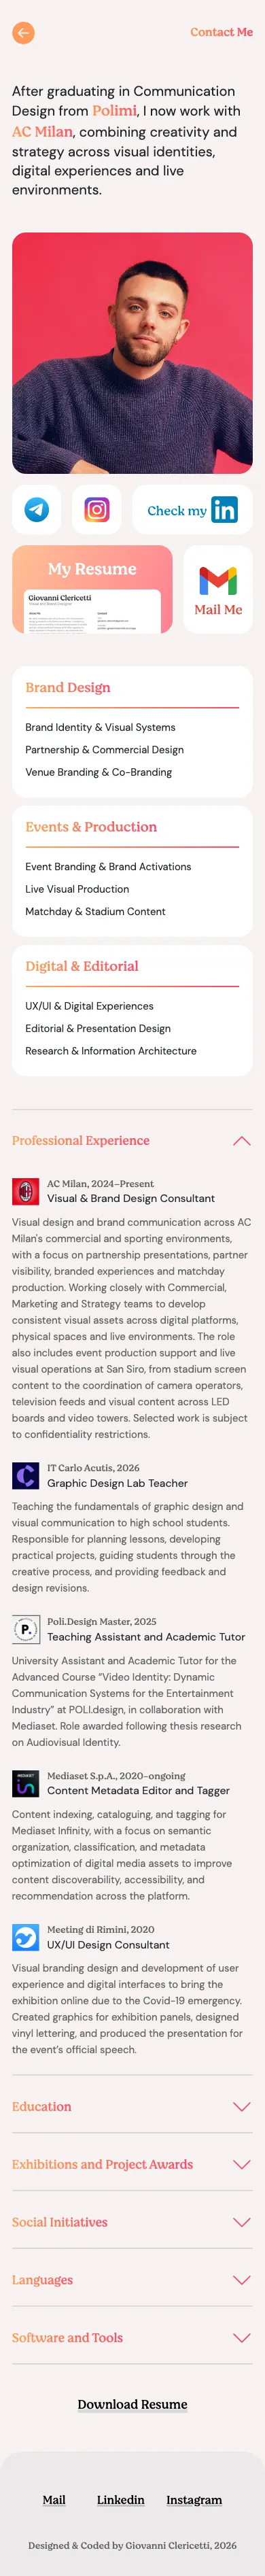 Contact Me
After graduating in Communication
Design from Polimi, I now work with
AC Milan, combining creativity and
strategy across visual identities,
digital experiences and live
environments.
Check my in
My Resume
Giovanni Clericetti
Mail Me
Brand Design
Brand Identity & Visual Systems
Partnership & Commercial Design
Venue Branding & Co-Branding
Events & Production
Event Branding & Brand Activations
Live Visual Production
Matchday & Stadium Content
Digital & Editorial
UX/UI & Digital Experiences
Editorial & Presentation Design
Research & Information Architecture
Professional Experience
AC Milan, 2024–Present
Visual & Brand Design Consultant
Visual design and brand communication across AC
Milan's commercial and sporting environments,
with a focus on partnership presentations, partner
visibility, branded experiences and matchday
production. Working closely with Commercial,
Marketing and Strategy teams to develop
consistent visual assets across digital platforms,
physical spaces and live environments. The role
also includes event production support and live
visual operations at San Siro, from stadium screen
content to the coordination of camera operators,
television feeds and visual content across LED
boards and video towers. Selected work is subject
to confidentiality restrictions.
IT Carlo Acutis, 2026
Graphic Design Lab Teacher
Teaching the fundamentals of graphic design and
visual communication to high school students.
Responsible for planning lessons, developing
practical projects, guiding students through the
creative process, and providing feedback and
design revisions.
P.
Poli.Design Master, 2025
Teaching Assistant and Academic Tutor
University Assistant and Academic Tutor for the
Advanced Course “Video Identity: Dynamic
Communication Systems for the Entertainment
Industry” at POLI.design, in collaboration with
Mediaset. Role awarded following thesis research
on Audiovisual Identity.
MEDIASET
Mediaset S.p.A., 2020–ongoing
Content Metadata Editor and Tagger
Content indexing, cataloguing, and tagging for
Mediaset Infinity, with a focus on semantic
organization, classification, and metadata
optimization of digital media assets to improve
content discoverability, accessibility, and
recommendation across the platform.
Meeting di Rimini, 2020
UX/UI Design Consultant
Visual branding design and development of user
experience and digital interfaces to bring the
exhibition online due to the Covid-19 emergency.
Created graphics for exhibition panels, designed
vinyl lettering, and produced the presentation for
the event’s official speech.
Education
Exhibitions and Project Awards
Social Initiatives
Languages
Software and Tools
Download Resume
Mail Linkedin Instagram
Designed & Coded by Giovanni Clericetti, 2026